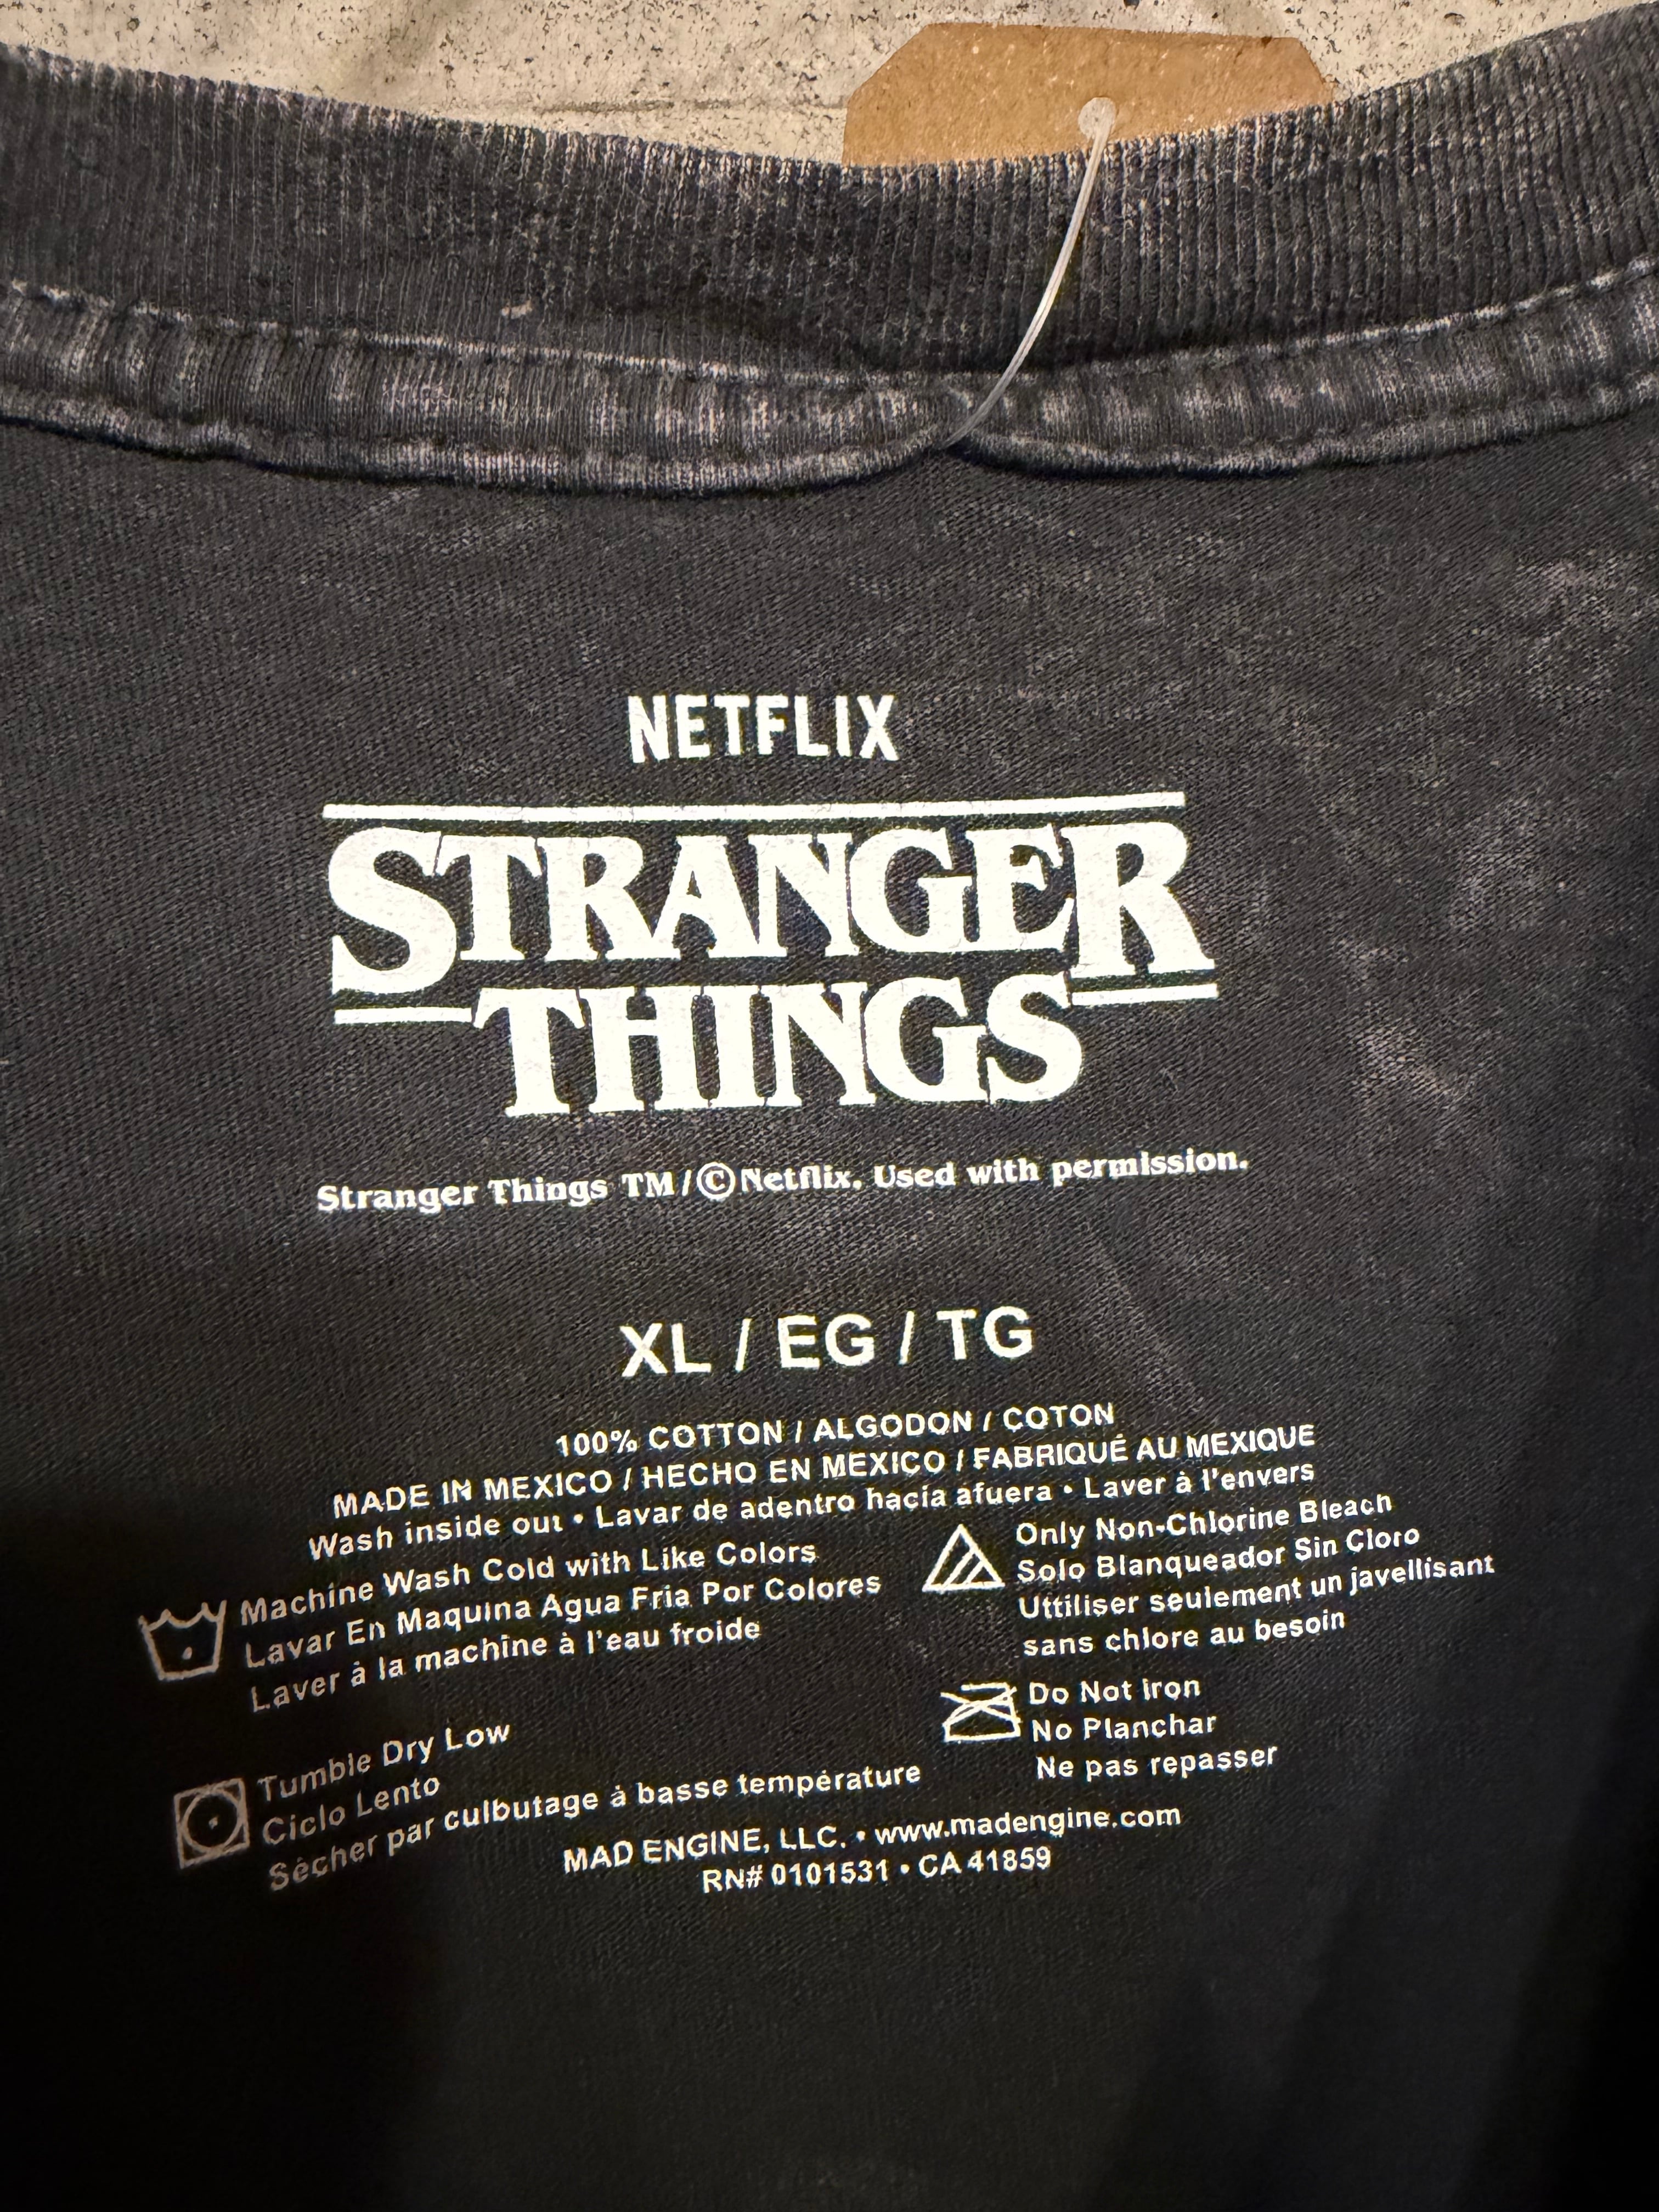 NETFLIX
STRANGER
THINGS
Stranger Things TM/©Netflix. Used with permission.
XL / EG / TG
100% COTTON / ALGODON / COTON
MADE IN MEXICO / HECHO EN MEXICO / FABRIQUÉ AU MEXIQUE
Wash inside out • Lavar de adentro hacía afuera • Laver à l'envers
Machine Wash Cold with Like Colors
Lavar En Maquina Agua Fria Por Colores
Laver à la machine à l'eau froide
Only Non-Chlorine Bleach
Solo Blanqueador Sin Cloro
Uttiliser seulement un javellisant
sans chlore au besoin
Tumble Dry Low
Ciclo Lento
Sécher par culbutage à basse température
Do Not Iron
No Planchar
Ne pas repasser
MAD ENGINE, LLC. • www.madengine.com
RN# 0101531 • CA 41859